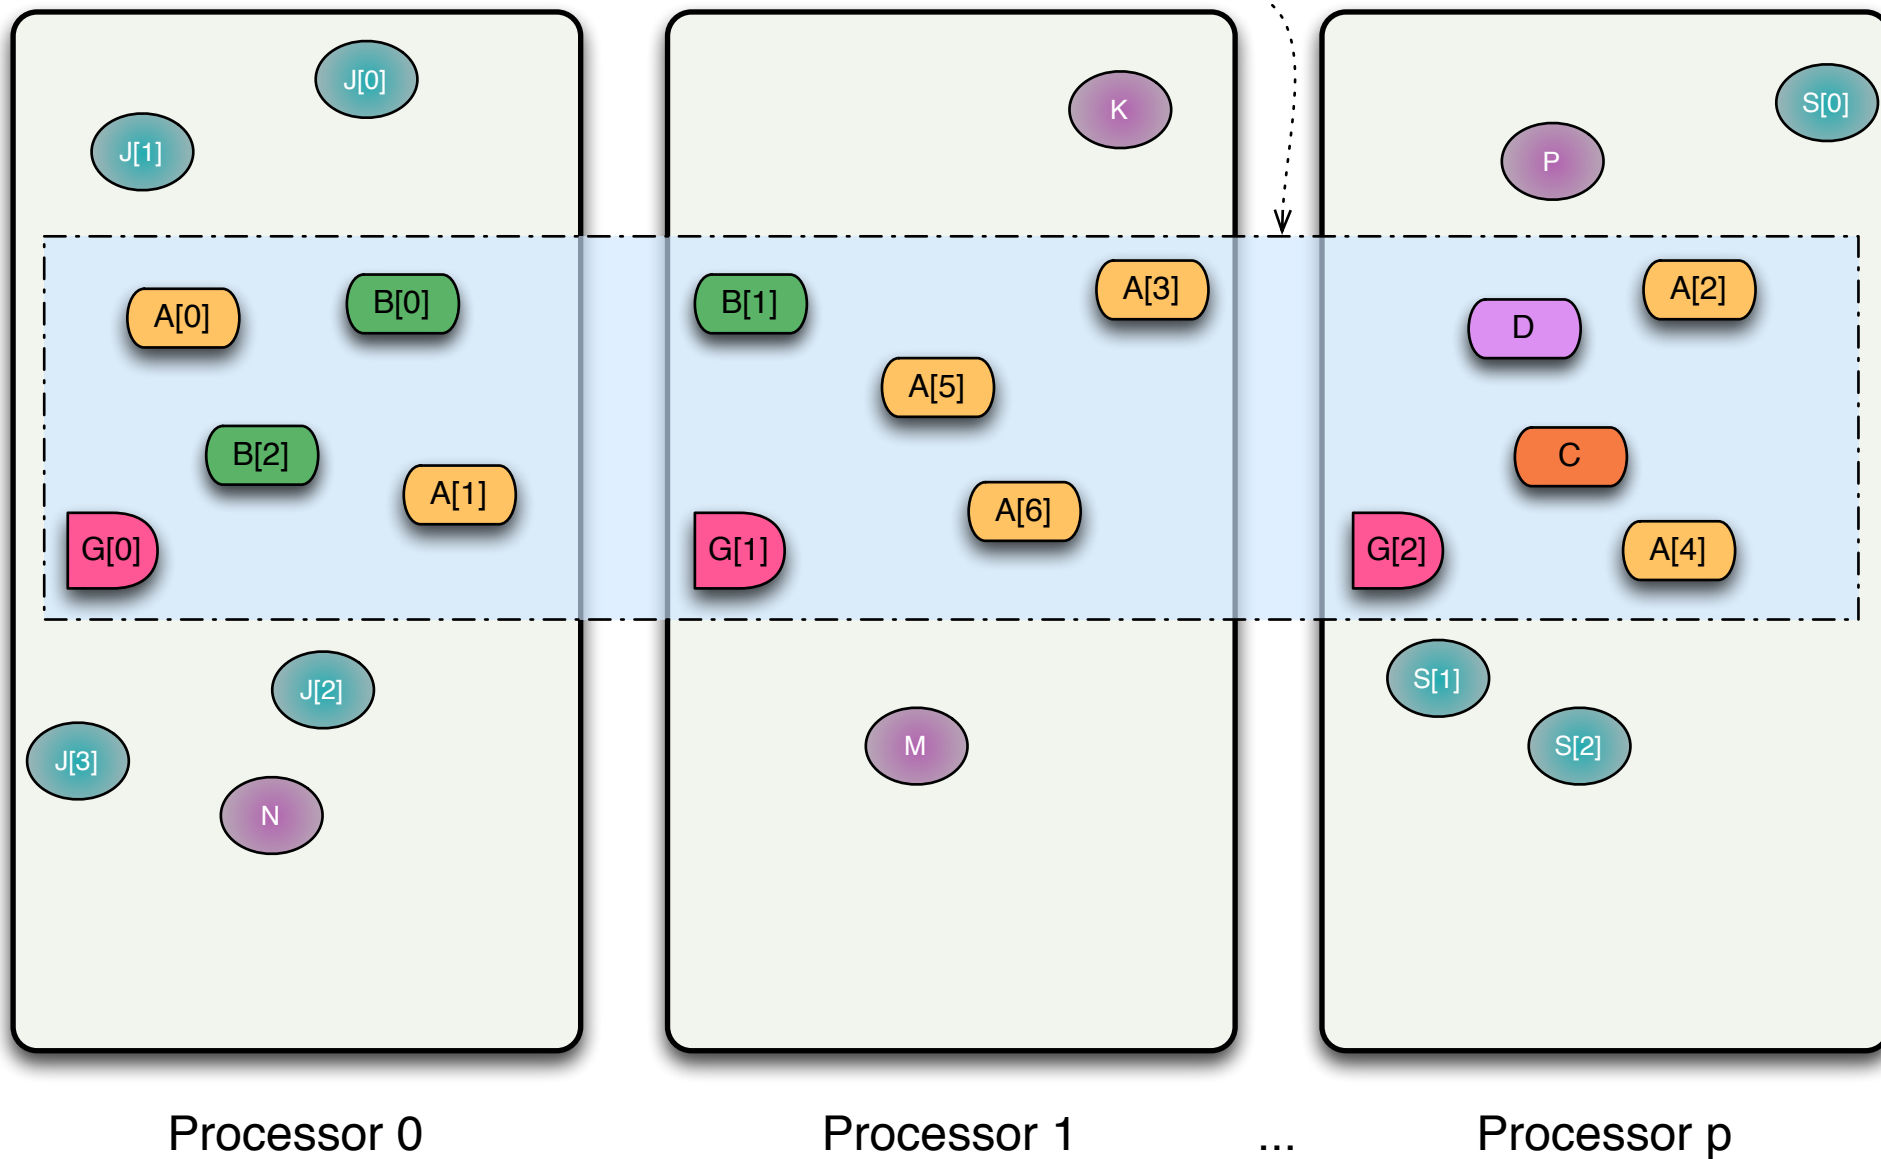 J[0]
J[1]
K
S[0]
P
A[0]
B[0]
B[1]
A[3]
D
A[2]
A[5]
B[2]
A[1]
A[6]
C
G[0]
G[1]
G[2]
A[4]
J[2]
J[3]
N
M
S[1]
S[2]
Processor 0
Processor 1
...
Processor p